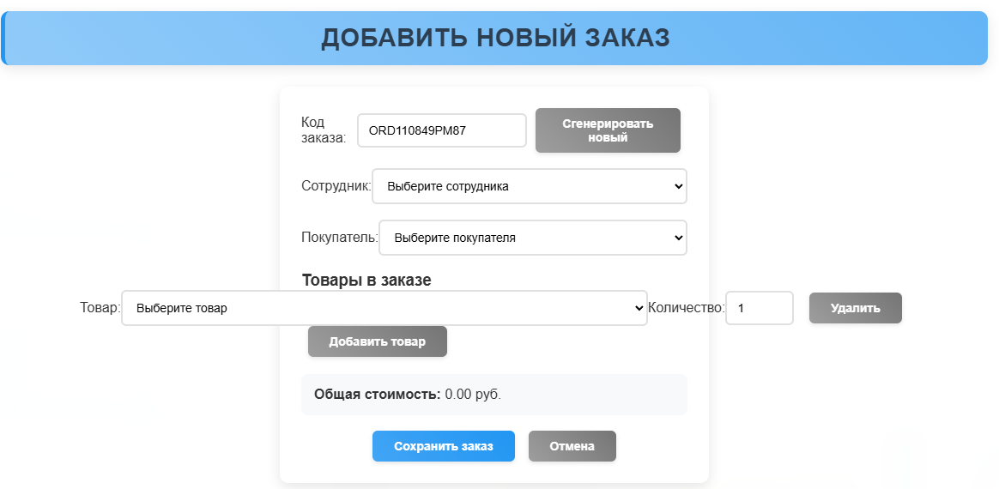 ДОБАВИТЬ НОВЫЙ ЗАКАЗ
Код
заказа:
ORD110849PM87
Сгенерировать
новый
Сотрудник: Выберите сотрудника
Покупатель: Выберите покупателя
Товары в заказе
Товар: Выберите товар Количество: 1 Удалить
Добавить товар
Общая стоимость: 0.00 руб.
Сохранить заказ Отмена